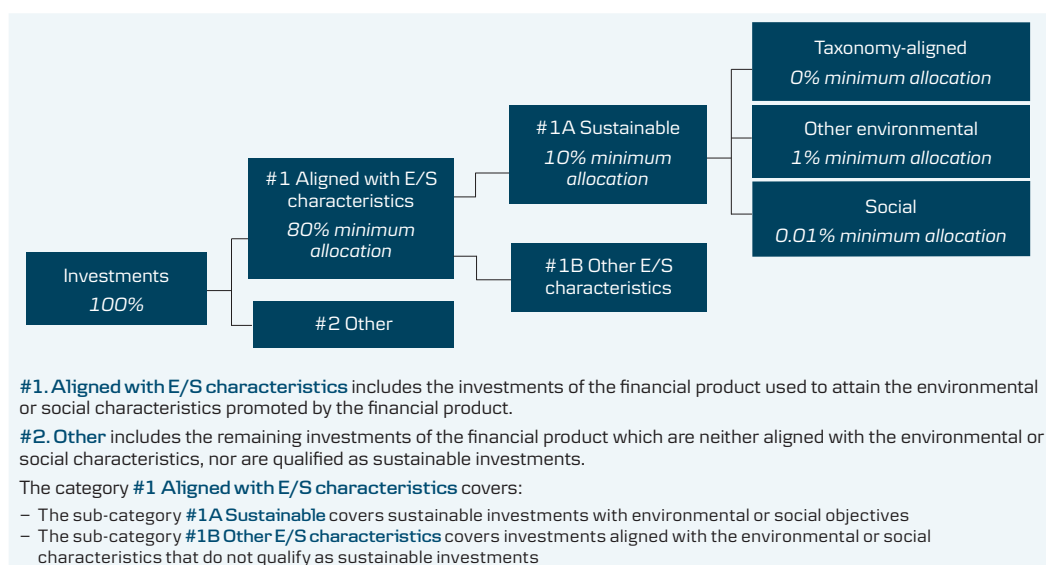 Taxonomy-aligned
0% minimum allocation
#1A Sustainable
10% minimum
allocation
Other environmental
1% minimum allocation
#1 Aligned with E/S
characteristics
80% minimum
allocation
Social
0.01% minimum allocation
Investments
100%
#1B Other E/S
characteristics
#2 Other
#1. Aligned with E/S characteristics includes the investments of the financial product used to attain the environmental
or social characteristics promoted by the financial product.
#2. Other includes the remaining investments of the financial product which are neither aligned with the environmental or
social characteristics, nor are qualified as sustainable investments.
The category #1 Aligned with E/S characteristics covers:
– The sub-category #1A Sustainable covers sustainable investments with environmental or social objectives
– The sub-category #1B Other E/S characteristics covers investments aligned with the environmental or social
characteristics that do not qualify as sustainable investments